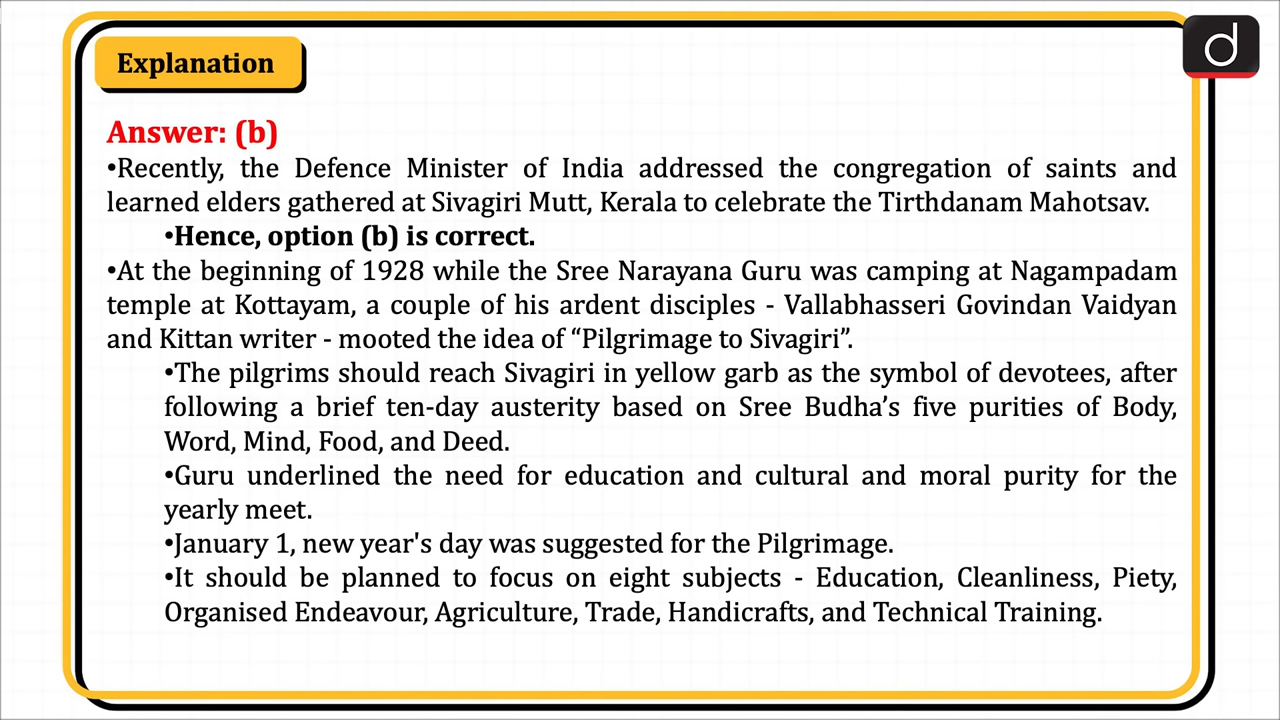 Explanation
d
Answer: (b)
•Recently, the Defence Minister of India addressed the congregation of saints and
learned elders gathered at Sivagiri Mutt, Kerala to celebrate the Tirthdanam Mahotsav.
•Hence, option (b) is correct.
•At the beginning of 1928 while the Sree Narayana Guru was camping at Nagampadam
temple at Kottayam, a couple of his ardent disciples - Vallabhasseri Govindan Vaidyan
and Kittan writer - mooted the idea of “Pilgrimage to Sivagiri”.
•The pilgrims should reach Sivagiri in yellow garb as the symbol of devotees, after
following a brief ten-day austerity based on Sree Budha’s five purities of Body,
Word, Mind, Food, and Deed.
•Guru underlined the need for education and cultural and moral purity for the
yearly meet.
•January 1, new year's day was suggested for the Pilgrimage.
•It should be planned to focus on eight subjects - Education, Cleanliness, Piety,
Organised Endeavour, Agriculture, Trade, Handicrafts, and Technical Training.